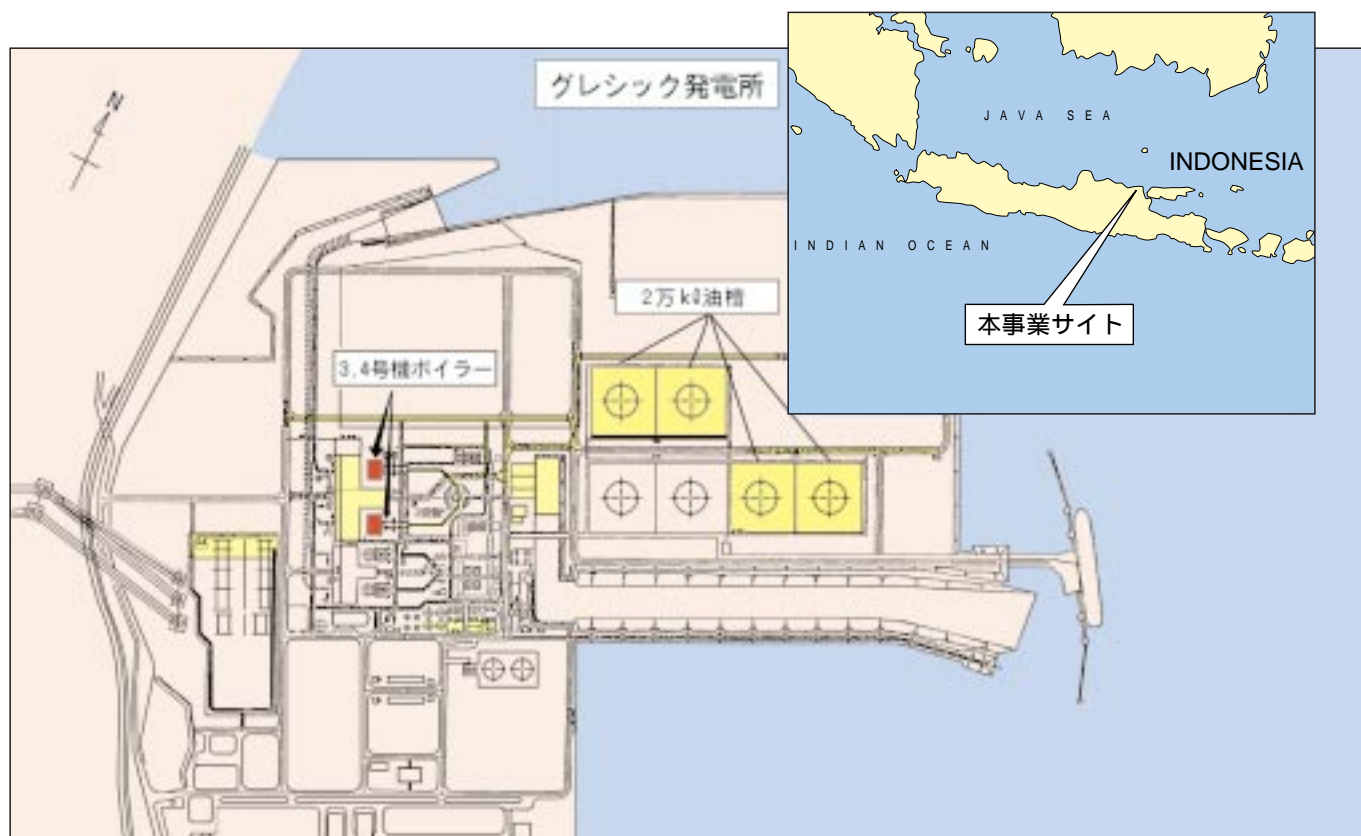 グレシック発電所
N
JAVA SEA
INDONESIA
INDIAN OCEAN
本事業サイト
2万kℓ油槽
3,4号機ボイラー